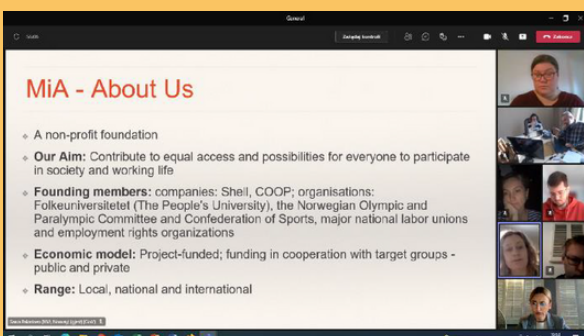 General
MiA - About Us
A non-profit foundation
Our Aim: Contribute to equal access and possibilities for everyone to participate
in society and working life
Founding members: companies: Shell, COOP; organisations:
Folkeuniversitetet (The People's University), the Norwegian Olympic and
Paralympic Committee and Confederation of Sports, major national labor unions
and employment rights organizations
Economic model: Project-funded; funding in cooperation with target groups -
public and private
Range: Local, national and international